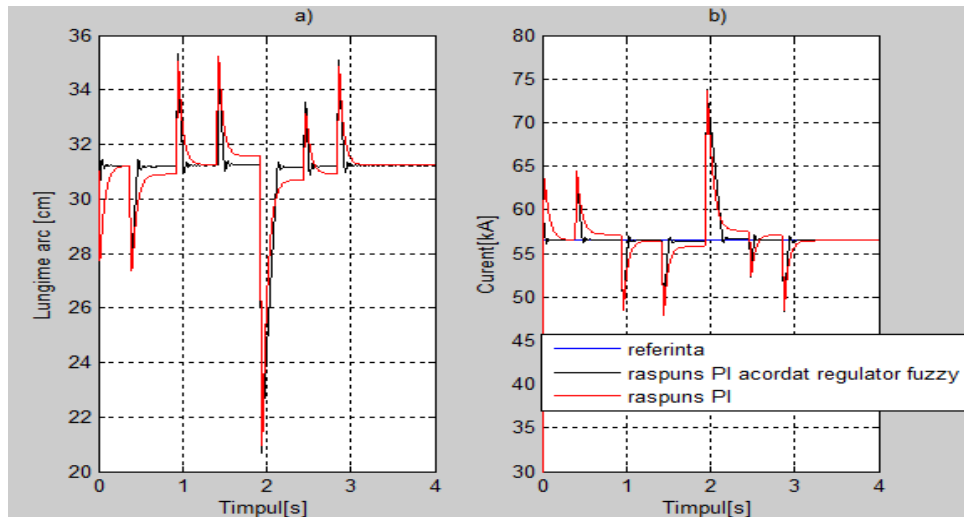 a)
36
34
32
30
28
26
24
22
20
Lungime arc [cm]
0 1 2 3 4
Timpul[s]
b)
80
75
70
65
60
55
50
45
40
35
30
Curent[kA]
referinta
raspuns PI acordat regulator fuzzy
raspuns PI
0 1 2 3 4
Timpul[s]